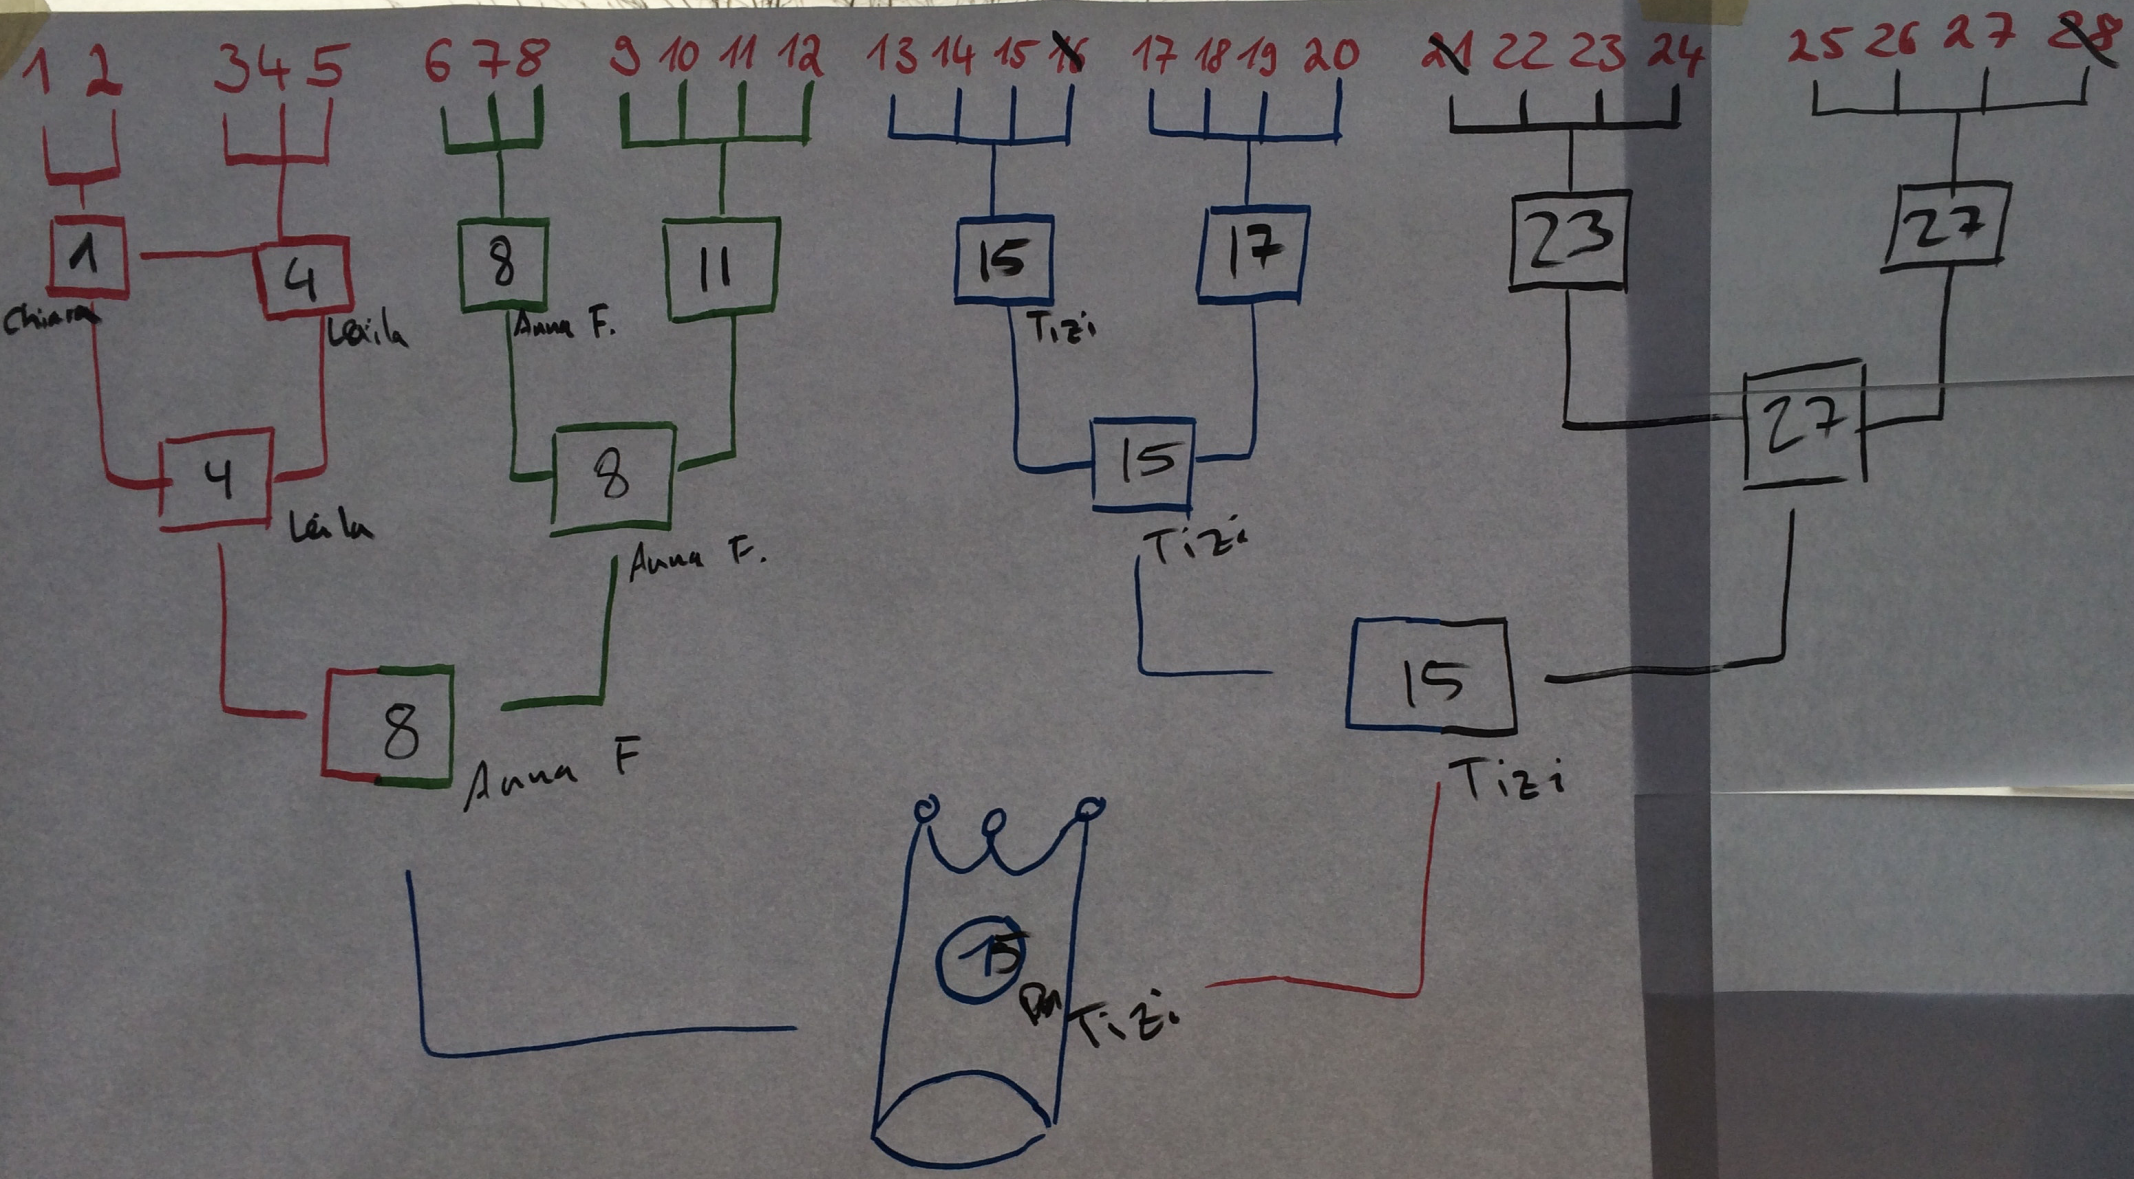 1 2 3 4 5 6 7 8 9 10 11 12 13 14 15 16 17 18 19 20 21 22 23 24 25 26 27 28
1 4 8 11 15 17 23 27
Chiara Leila Anna F. Tizi
4 8 15 27
Leila Anna F. Tizi
8 15
Anna F Tizi
15
Tizi